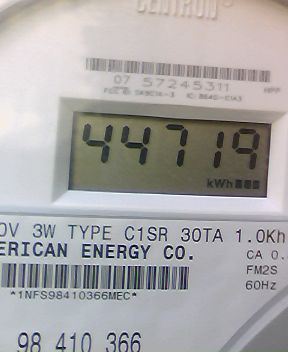 CENTRON®
07 57245311
44719
kWh
0V 3W TYPE C1SR 30TA 1.0Kh
ERICAN ENERGY CO.
CA 0.
FM2S
*1NFS98410366MEC*
60Hz
98 410 366